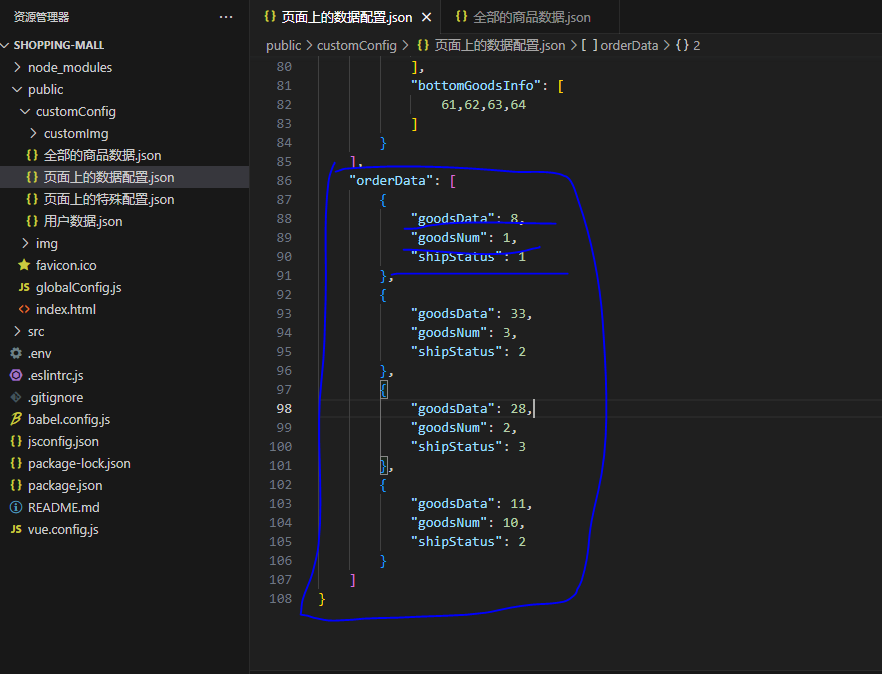 资源管理器
···
SHOPPING-MALL
node_modules
public
customConfig
customImg
{} 全部的商品数据.json
{} 页面上的数据配置.json
{} 页面上的特殊配置.json
{} 用户数据.json
img
favicon.ico
JS globalConfig.js
<> index.html
src
.env
.eslintrc.js
.gitignore
babel.config.js
{} jsconfig.json
{} package-lock.json
{} package.json
README.md
JS vue.config.js
{} 页面上的数据配置.json ×
{} 全部的商品数据.json
public > customConfig > {} 页面上的数据配置.json > [ ] orderData > {} 2
80 ],
81 "bottomGoodsInfo": [
82 61,62,63,64
83 ]
84 }
85 ],
86 "orderData": [
87 {
88 "goodsData": 8,
89 "goodsNum": 1,
90 "shipStatus": 1
91 },
92 {
93 "goodsData": 33,
94 "goodsNum": 3,
95 "shipStatus": 2
96 },
97 {
98 "goodsData": 28,
99 "goodsNum": 2,
100 "shipStatus": 3
101 },
102 {
103 "goodsData": 11,
104 "goodsNum": 10,
105 "shipStatus": 2
106 }
107 ]
108 }